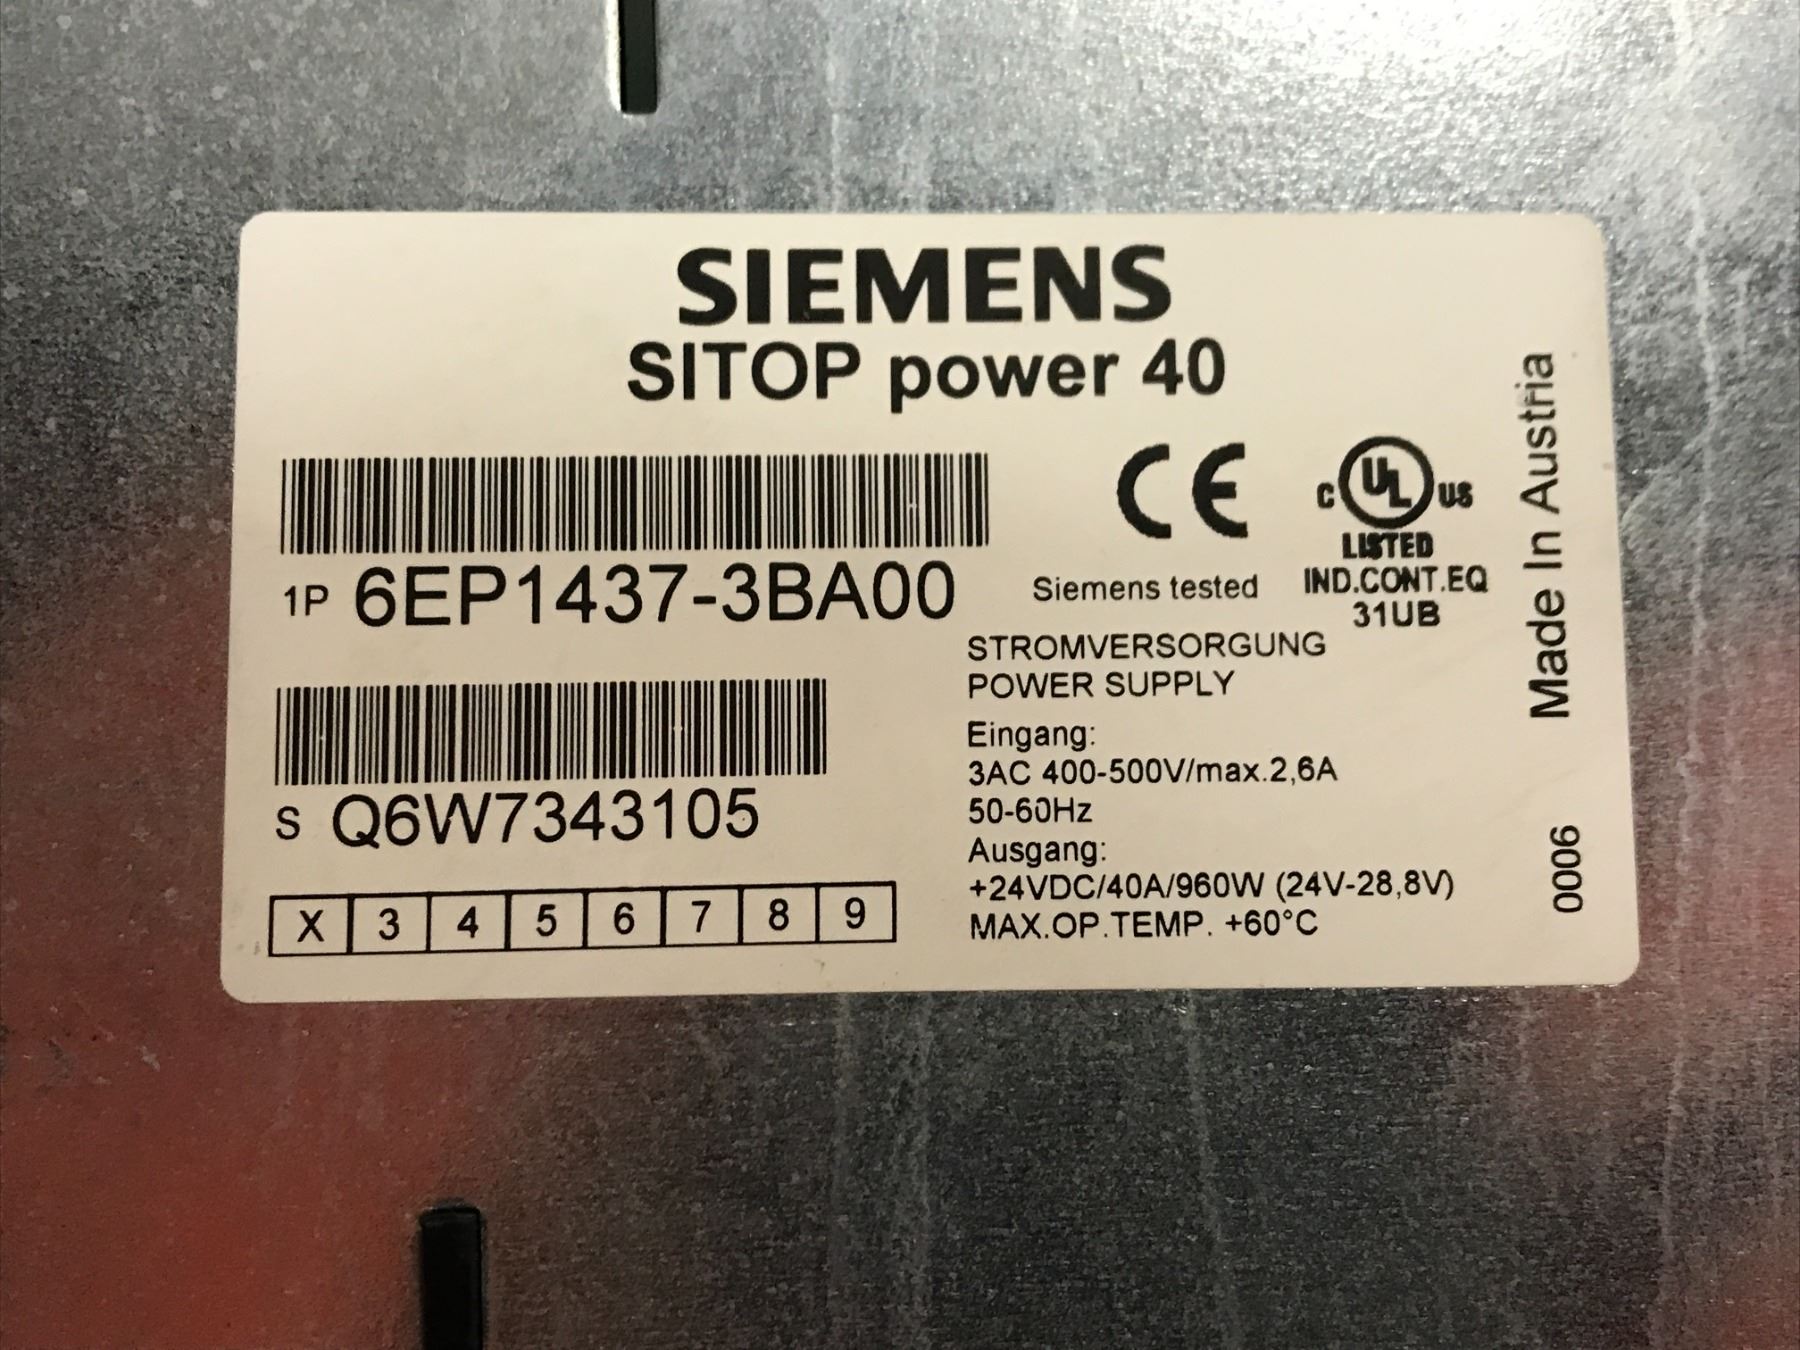 SIEMENS
SITOP power 40
1P 6EP1437-3BA00
S Q6W7343105
X 3 4 5 6 7 8 9
CE
Siemens tested
C UL US
LISTED
IND.CONT.EQ
31UB
STROMVERSORGUNG
POWER SUPPLY
Eingang:
3AC 400-500V/max.2,6A
50-60Hz
Ausgang:
+24VDC/40A/960W (24V-28,8V)
MAX.OP.TEMP. +60°C
Made In Austria
0006